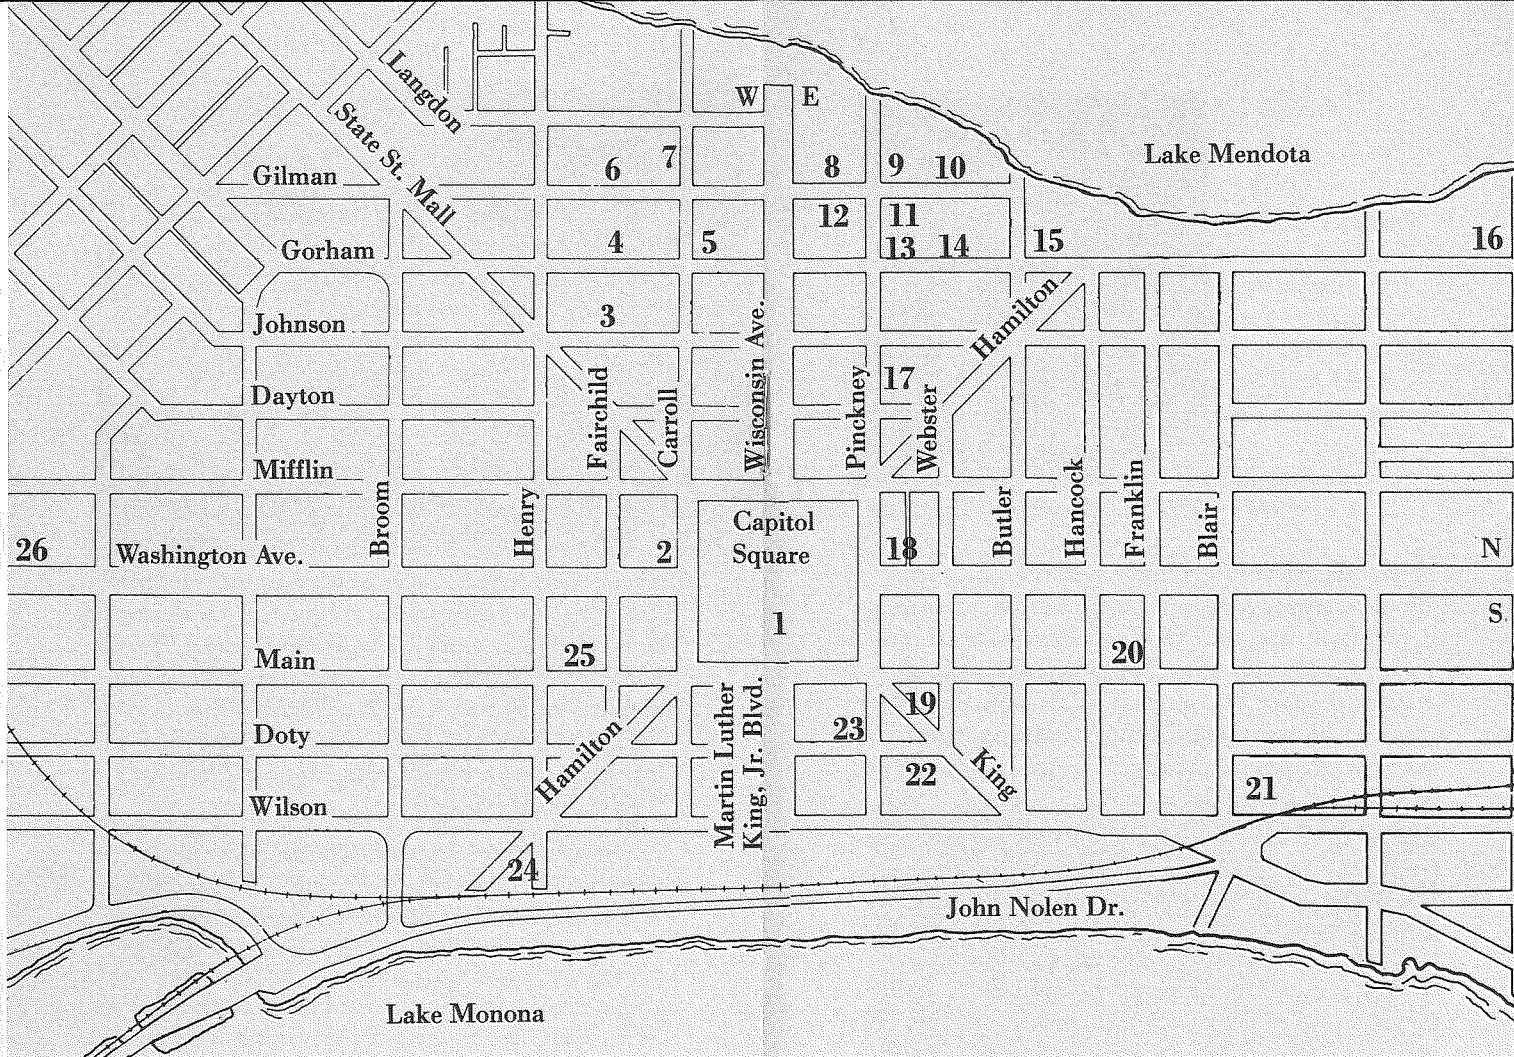 Langdon
W E
State St. Mall
Lake Mendota
Gilman
6
7
8
9
10
12
11
Gorham
4
5
13
14
15
16
Johnson
3
Wisconsin Ave.
Hamilton
Dayton
Fairchild
Carroll
Pinckney
17
Webster
Mifflin
Broom
Henry
Butler
Hancock
Franklin
Blair
Capitol
Square
26
Washington Ave.
2
18
N
1
S
Main
25
20
Martin Luther
King, Jr. Blvd.
19
Doty
Hamilton
23
King
22
21
Wilson
24
John Nolen Dr.
Lake Monona